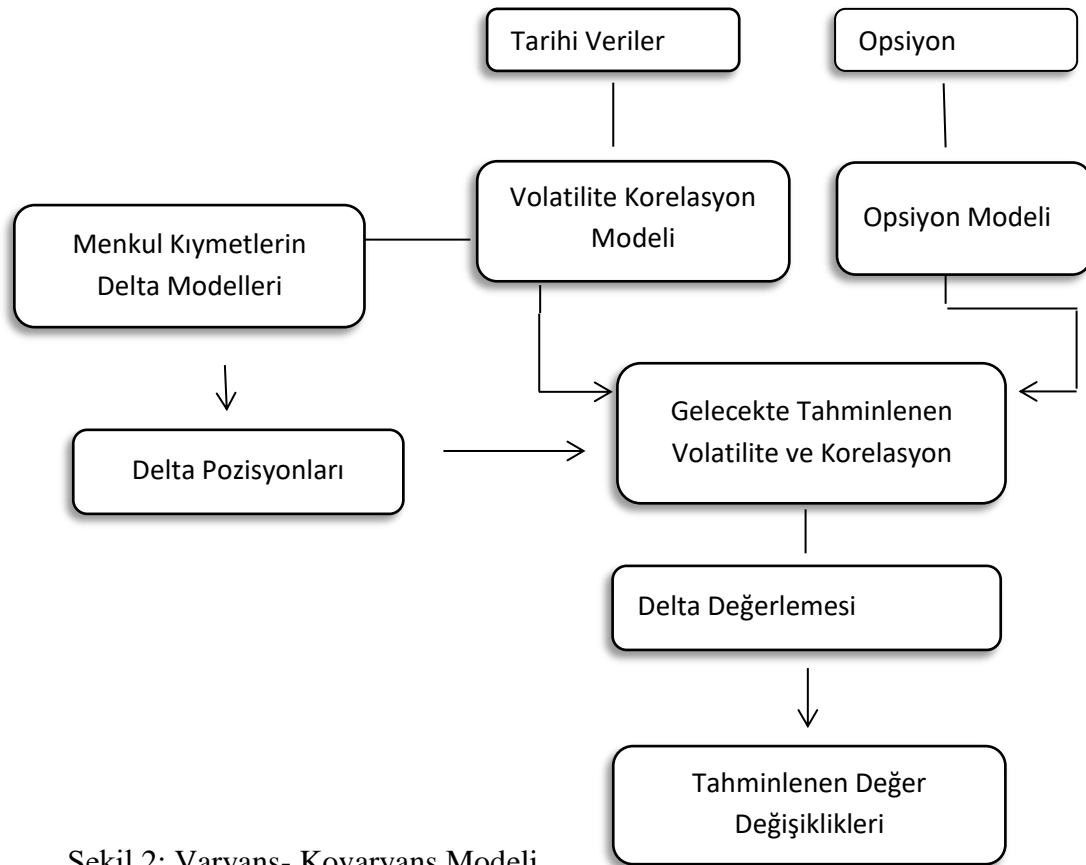 Tarihi Veriler
Opsiyon
Volatilite Korelasyon
Modeli
Opsiyon Modeli
Menkul Kıymetlerin
Delta Modelleri
Gelecekte Tahminlenen
Volatilite ve Korelasyon
Delta Pozisyonları
Delta Değerlemesi
Tahminlenen Değer
Değişiklikleri
Şekil 2: Varyans- Kovaryans Modeli